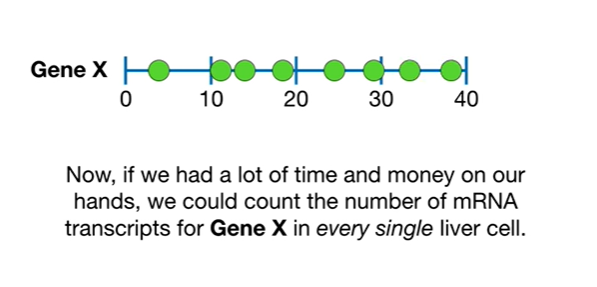 Gene X
0 10 20 30 40
Now, if we had a lot of time and money on our
hands, we could count the number of mRNA
transcripts for Gene X in every single liver cell.